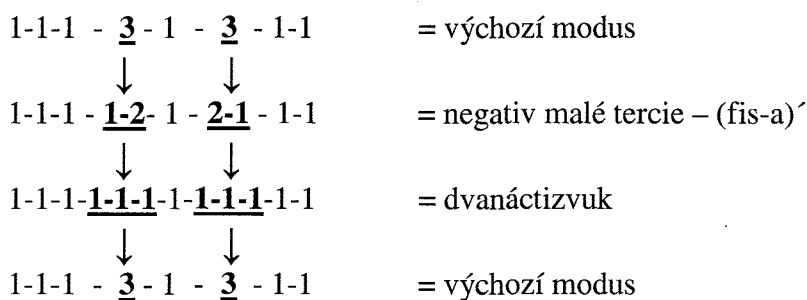 1-1-1 - 3 - 1 - 3 - 1-1 = výchozí modus
↓ ↓
1-1-1 - 1-2- 1 - 2-1 - 1-1 = negativ malé tercie – (fis-a)´
↓ ↓
1-1-1-1-1-1-1-1-1-1-1-1 = dvanáctizvuk
↓ ↓
1-1-1 - 3 - 1 - 3 - 1-1 = výchozí modus